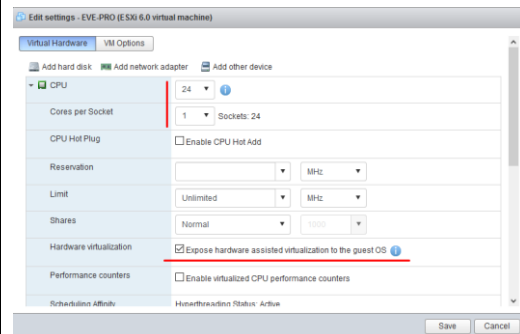 Edit settings - EVE-PRO (ESXi 6.0 virtual machine)
Virtual Hardware VM Options
Add hard disk Add network adapter Add other device
CPU 24
Cores per Socket 1 Sockets: 24
CPU Hot Plug Enable CPU Hot Add
Reservation MHz
Limit Unlimited MHz
Shares Normal 1000
Hardware virtualization Expose hardware assisted virtualization to the guest OS
Performance counters Enable virtualized CPU performance counters
Scheduling Affinity Hyperthreading Status: Active
Save Cancel